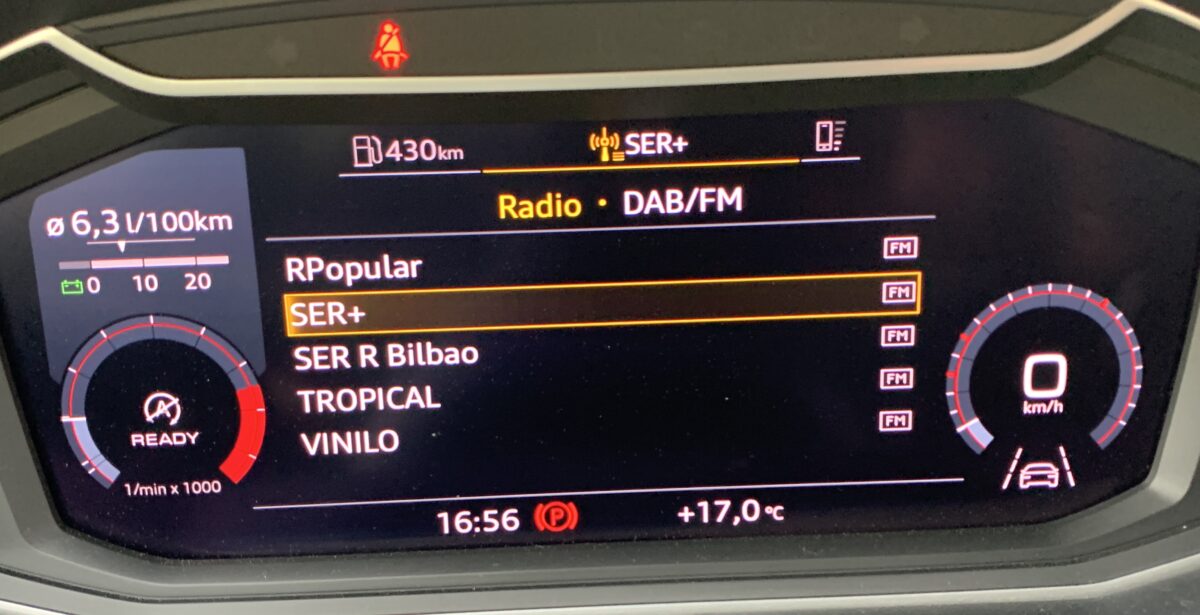 430km
SER+
Radio · DAB/FM
ø 6,3 l/100km
0 10 20
RPopular FM
SER+ FM
SER R Bilbao FM
TROPICAL FM
VINILO FM
A
READY
1/min x 1000
0
km/h
16:56 (P) +17,0°C